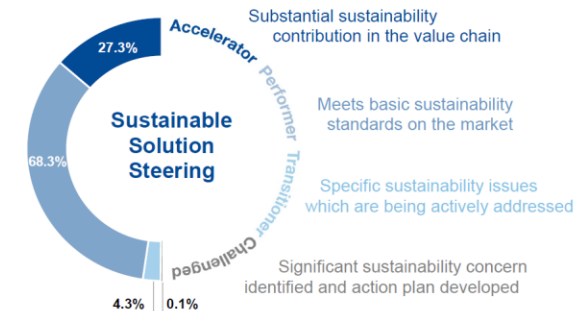 Substantial sustainability
contribution in the value chain
Accelerator
27.3%
Performer
Meets basic sustainability
standards on the market
Sustainable
Solution
Steering
68.3%
Transitioner
Specific sustainability issues
which are being actively addressed
Challenged
Significant sustainability concern
identified and action plan developed
4.3%
0.1%